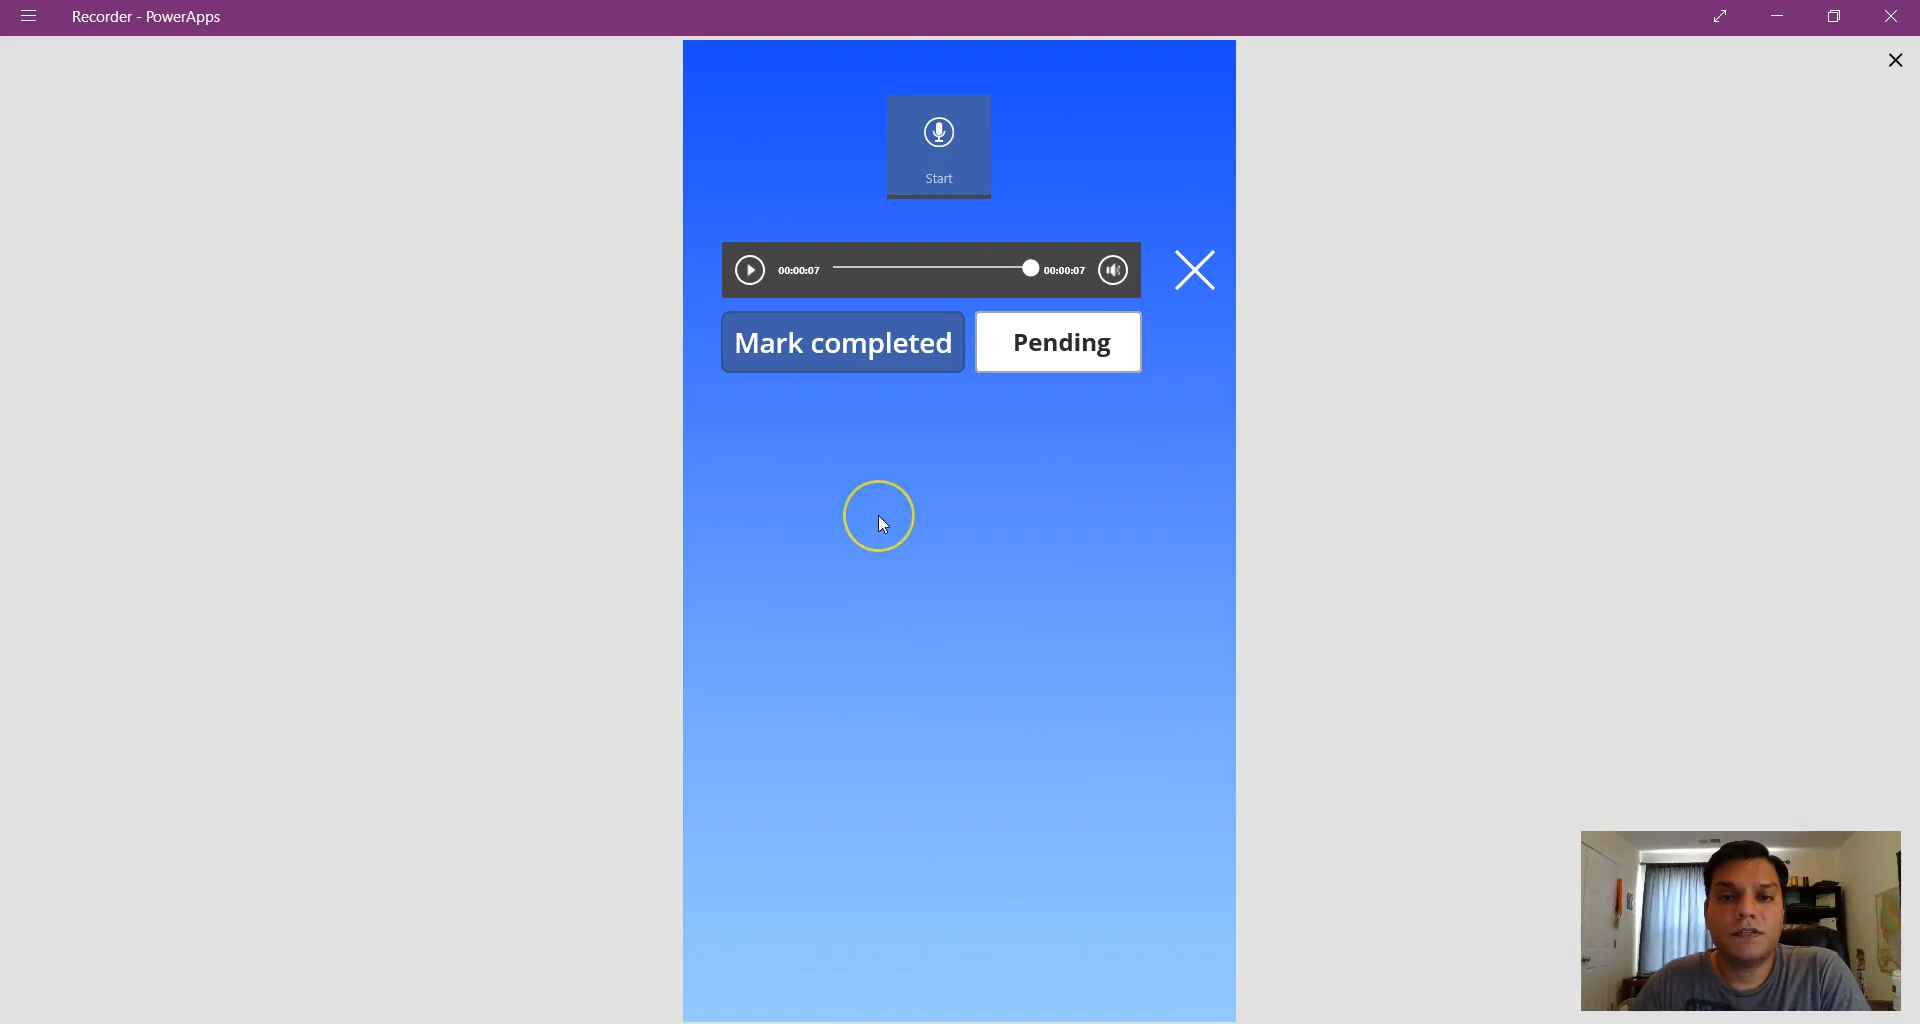 Recorder - PowerApps
Start
00:00:07 00:00:07
Mark completed Pending